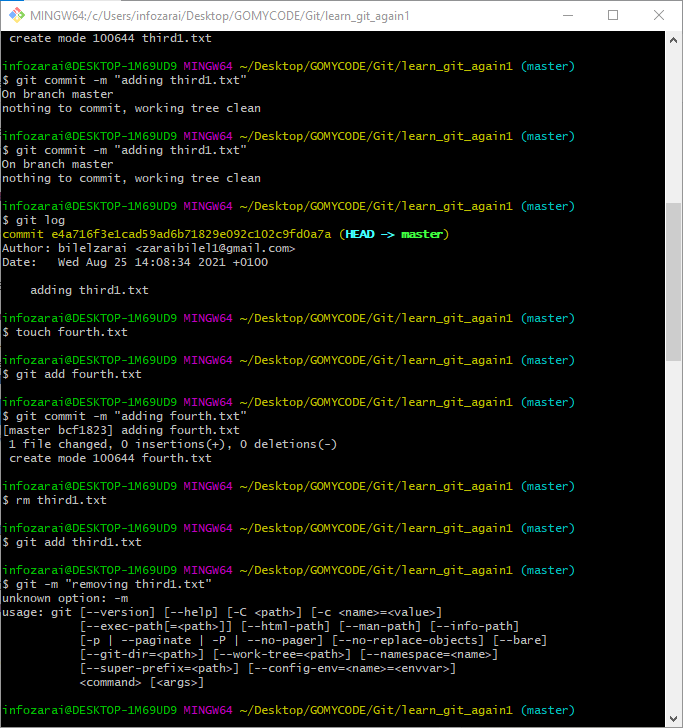 MINGW64:/c/Users/infozarai/Desktop/GOMYCODE/Git/learn_git_again1
create mode 100644 third1.txt
infozarai@DESKTOP-1M69UD9 MINGW64 ~/Desktop/GOMYCODE/Git/learn_git_again1 (master)
$ git commit -m "adding third1.txt"
On branch master
nothing to commit, working tree clean
infozarai@DESKTOP-1M69UD9 MINGW64 ~/Desktop/GOMYCODE/Git/learn_git_again1 (master)
$ git commit -m "adding third1.txt"
On branch master
nothing to commit, working tree clean
infozarai@DESKTOP-1M69UD9 MINGW64 ~/Desktop/GOMYCODE/Git/learn_git_again1 (master)
$ git log
commit e4a716f3e1cad59ad6b71829e092c102c9fd0a7a (HEAD -> master)
Author: bilelzarai <zaraibilel1@gmail.com>
Date:   Wed Aug 25 14:08:34 2021 +0100
    adding third1.txt
infozarai@DESKTOP-1M69UD9 MINGW64 ~/Desktop/GOMYCODE/Git/learn_git_again1 (master)
$ touch fourth.txt
infozarai@DESKTOP-1M69UD9 MINGW64 ~/Desktop/GOMYCODE/Git/learn_git_again1 (master)
$ git add fourth.txt
infozarai@DESKTOP-1M69UD9 MINGW64 ~/Desktop/GOMYCODE/Git/learn_git_again1 (master)
$ git commit -m "adding fourth.txt"
[master bcf1823] adding fourth.txt
 1 file changed, 0 insertions(+), 0 deletions(-)
 create mode 100644 fourth.txt
infozarai@DESKTOP-1M69UD9 MINGW64 ~/Desktop/GOMYCODE/Git/learn_git_again1 (master)
$ rm third1.txt
infozarai@DESKTOP-1M69UD9 MINGW64 ~/Desktop/GOMYCODE/Git/learn_git_again1 (master)
$ git add third1.txt
infozarai@DESKTOP-1M69UD9 MINGW64 ~/Desktop/GOMYCODE/Git/learn_git_again1 (master)
$ git -m "removing third1.txt"
unknown option: -m
usage: git [--version] [--help] [-C <path>] [-c <name>=<value>]
           [--exec-path[=<path>]] [--html-path] [--man-path] [--info-path]
           [-p | --paginate | -P | --no-pager] [--no-replace-objects] [--bare]
           [--git-dir=<path>] [--work-tree=<path>] [--namespace=<name>]
           [--super-prefix=<path>] [--config-env=<name>=<envvar>]
           <command> [<args>]
infozarai@DESKTOP-1M69UD9 MINGW64 ~/Desktop/GOMYCODE/Git/learn_git_again1 (master)